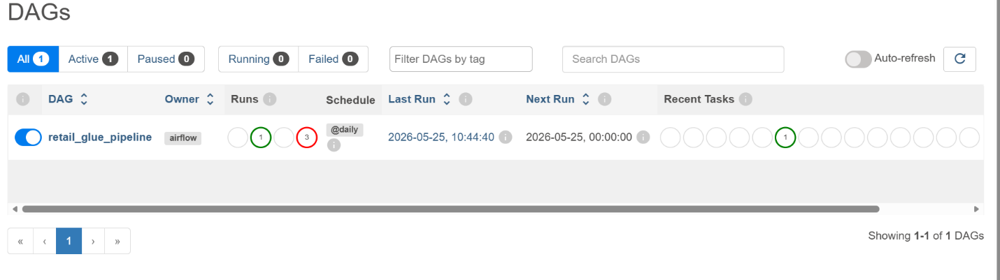 DAGs
All 1 Active 1 Paused 0 Running 0 Failed 0 Filter DAGs by tag Search DAGs Auto-refresh
DAG Owner Runs Schedule Last Run Next Run Recent Tasks
retail_glue_pipeline airflow 1 3 @daily 2026-05-25, 10:44:40 2026-05-25, 00:00:00 1
« ‹ 1 › »
Showing 1-1 of 1 DAGs